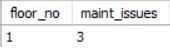 floor_no maint_issues
1 3